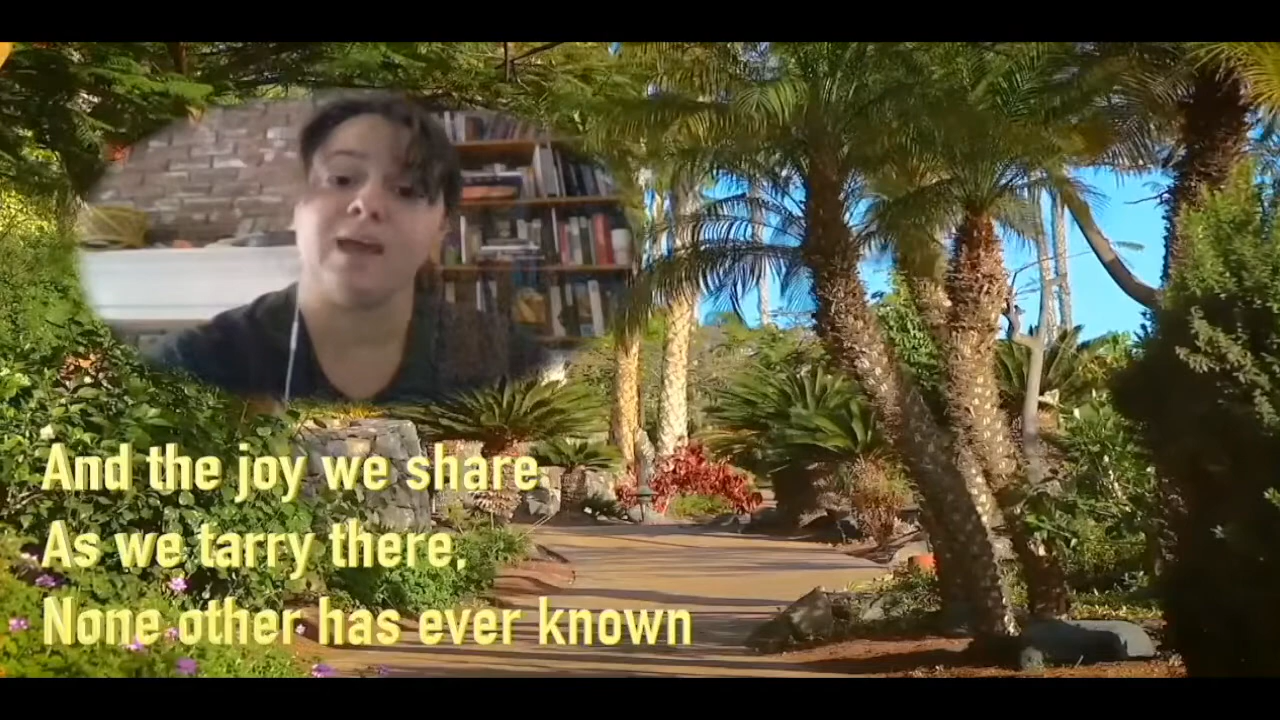 And the joy we share
As we tarry there,
None other has ever known